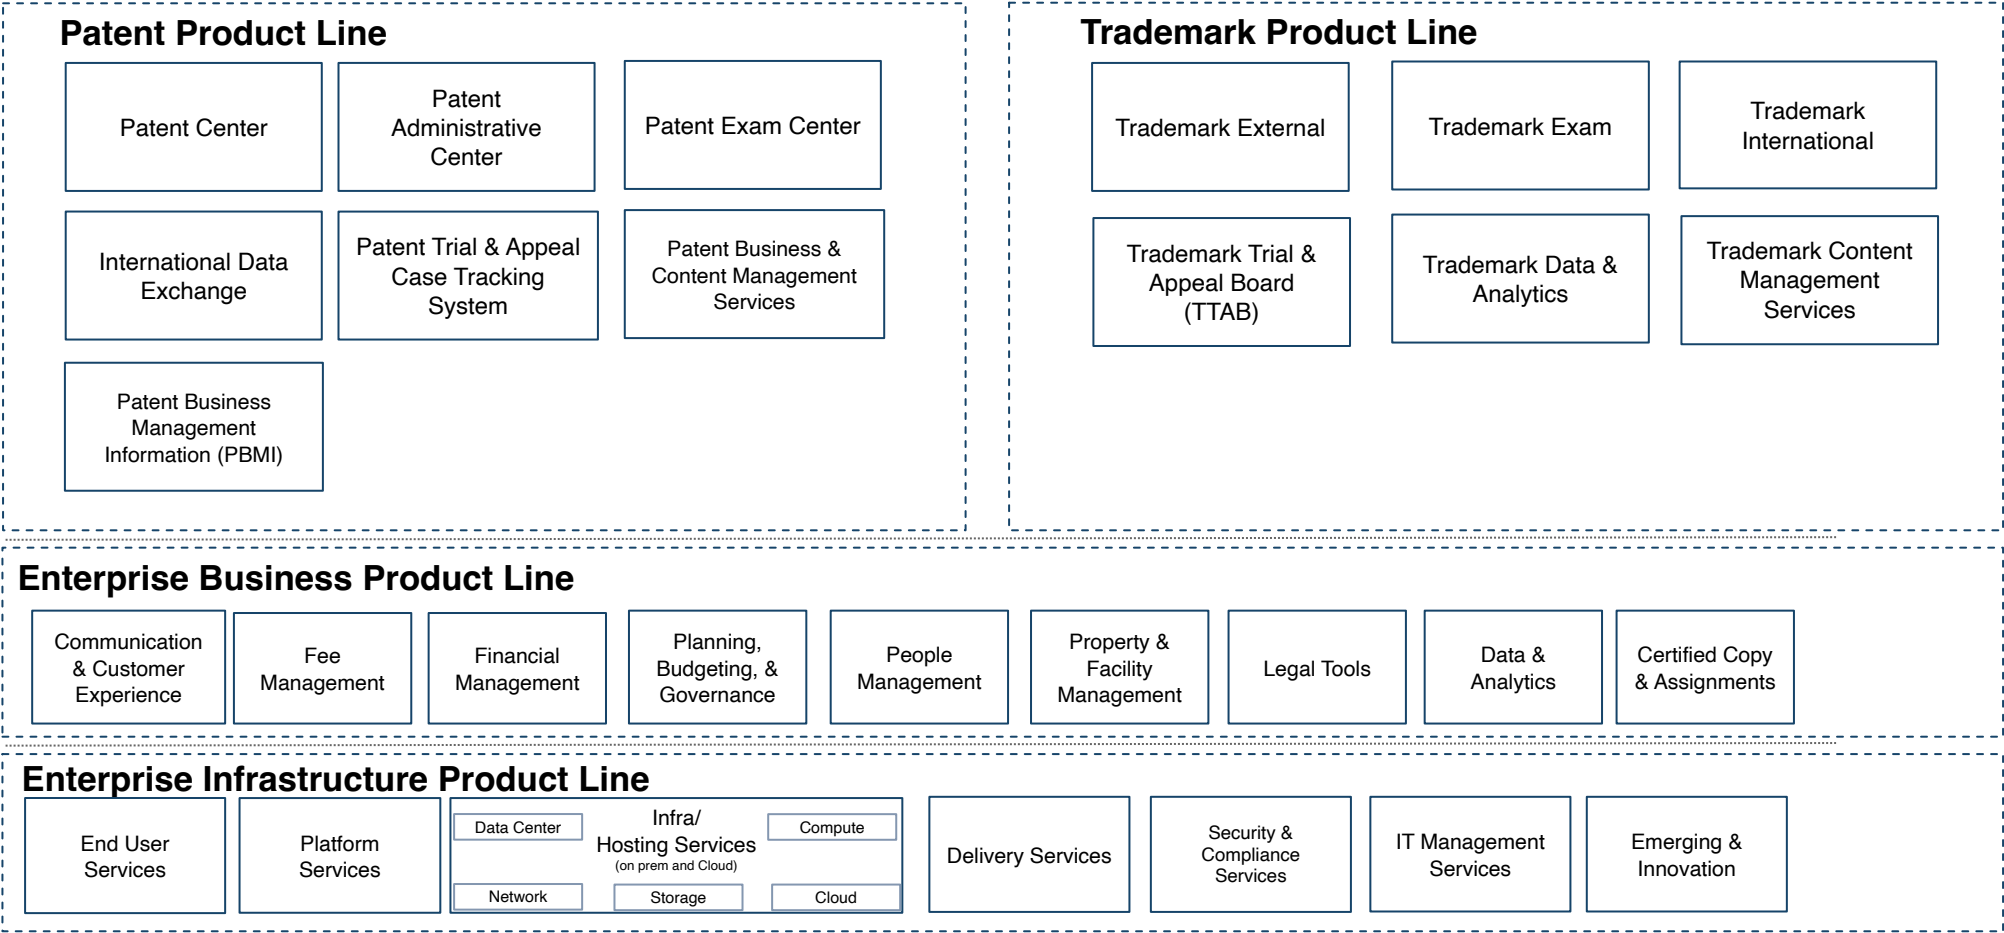 Patent Product Line
Patent Center
Patent
Administrative
Center
Patent Exam Center
International Data
Exchange
Patent Trial & Appeal
Case Tracking
System
Patent Business &
Content Management
Services
Patent Business
Management
Information (PBMI)
Trademark Product Line
Trademark External
Trademark Exam
Trademark
International
Trademark Trial &
Appeal Board
(TTAB)
Trademark Data &
Analytics
Trademark Content
Management
Services
Enterprise Business Product Line
Communication
& Customer
Experience
Fee
Management
Financial
Management
Planning,
Budgeting, &
Governance
People
Management
Property &
Facility
Management
Legal Tools
Data &
Analytics
Certified Copy
& Assignments
Enterprise Infrastructure Product Line
End User
Services
Platform
Services
Infra/
Hosting Services
(on prem and Cloud)
Data Center
Compute
Network
Storage
Cloud
Delivery Services
Security &
Compliance
Services
IT Management
Services
Emerging &
Innovation